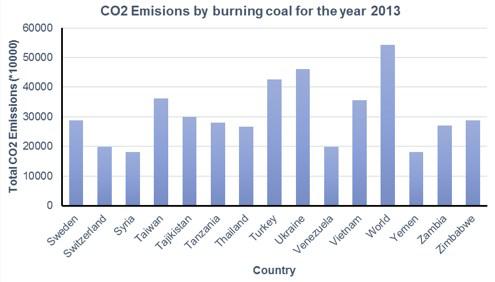 CO2 Emisions by burning coal for the year 2013
Total CO2 Emissions (*10000)
60000
50000
40000
30000
20000
10000
0
Sweden
Switzerland
Syria
Taiwan
Tajikistan
Tanzania
Thailand
Turkey
Ukraine
Venezuela
Vietnam
World
Yemen
Zambia
Zimbabwe
Country